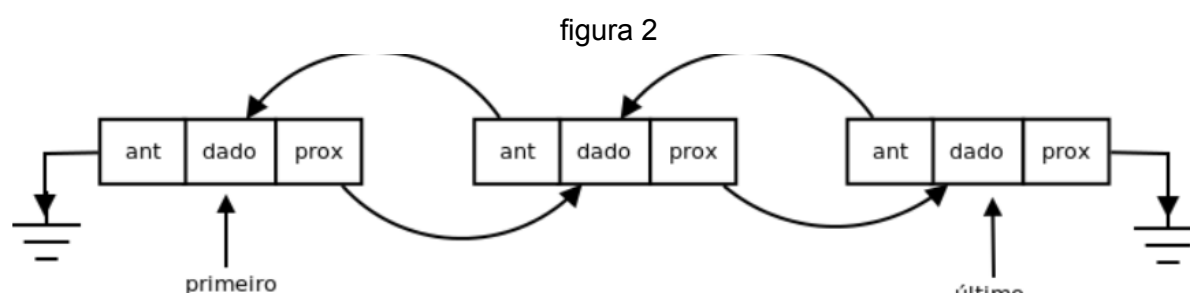 figura 2
ant dado prox ant dado prox ant dado prox
primeiro último